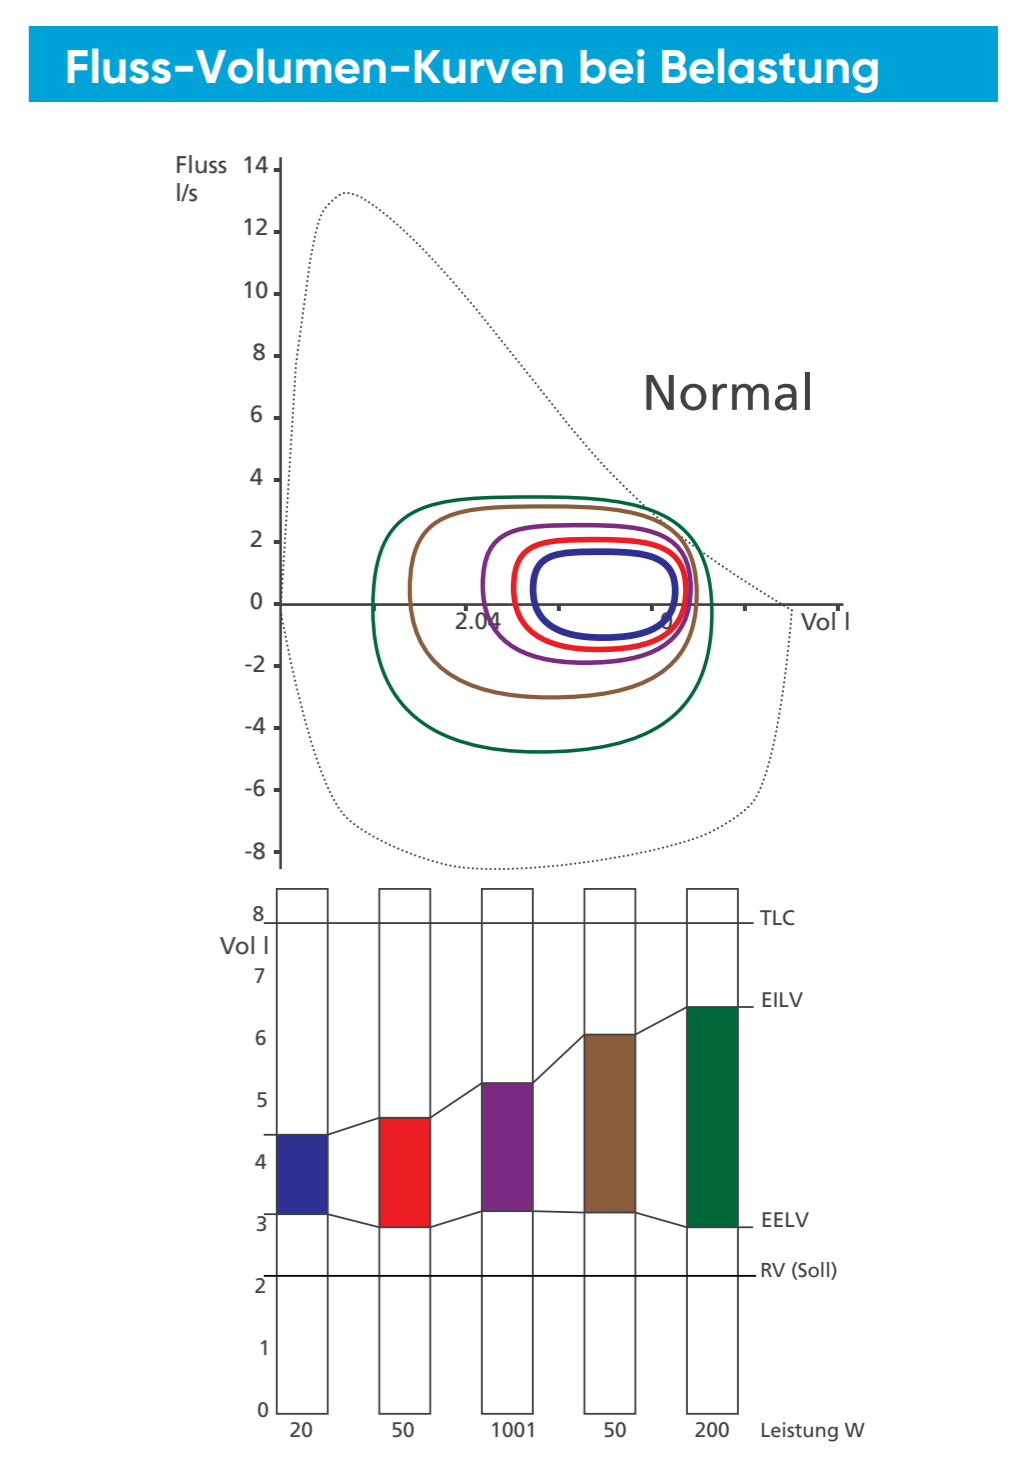 Fluss-Volumen-Kurven bei Belastung
Fluss 14
l/s
12
10
8
Normal
6
4
2
0
2.04 0 Vol l
-2
-4
-6
-8
8 TLC
Vol l
7
EILV
6
5
4
3 EELV
RV (Soll)
2
1
0
20 50 1001 50 200 Leistung W